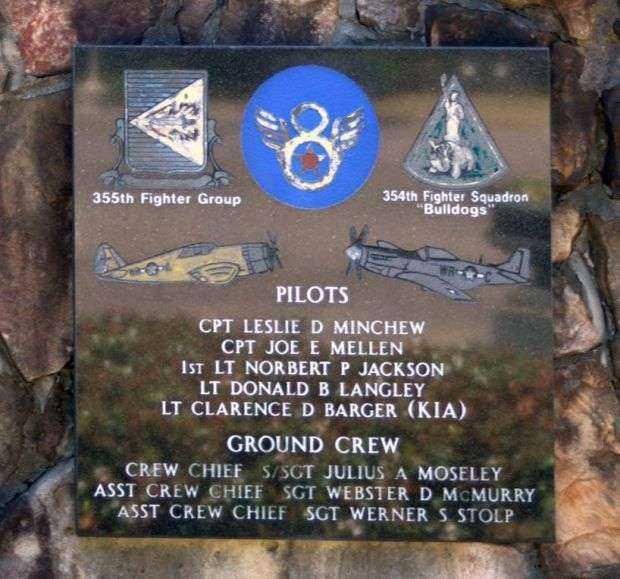 355th Fighter Group
354th Fighter Squadron
"Bulldogs"
WR
PILOTS
CPT LESLIE D MINCHEW
CPT JOE E MELLEN
1ST LT NORBERT P JACKSON
LT DONALD B LANGLEY
LT CLARENCE D BARGER (KIA)
GROUND CREW
CREW CHIEF S/SGT JULIUS A MOSELEY
ASST CREW CHIEF SGT WEBSTER D McMURRY
ASST CREW CHIEF SGT WERNER S STOLP